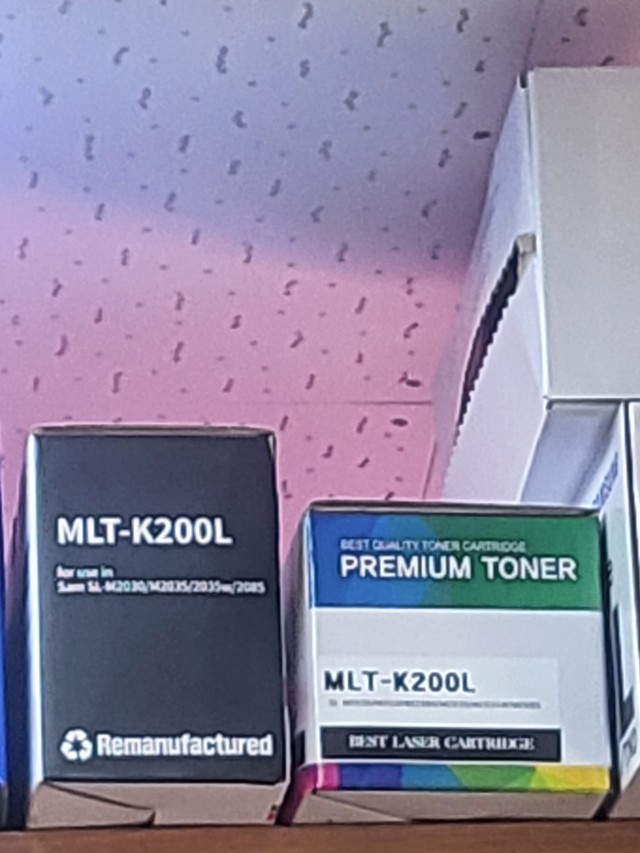 MLT-K200L
for use in
Sam SL-M2030/M2035/2035w/2085
Remanufactured
BEST QUALITY TONER CARTRIDGE
PREMIUM TONER
MLT-K200L
BEST LASER CARTRIDGE